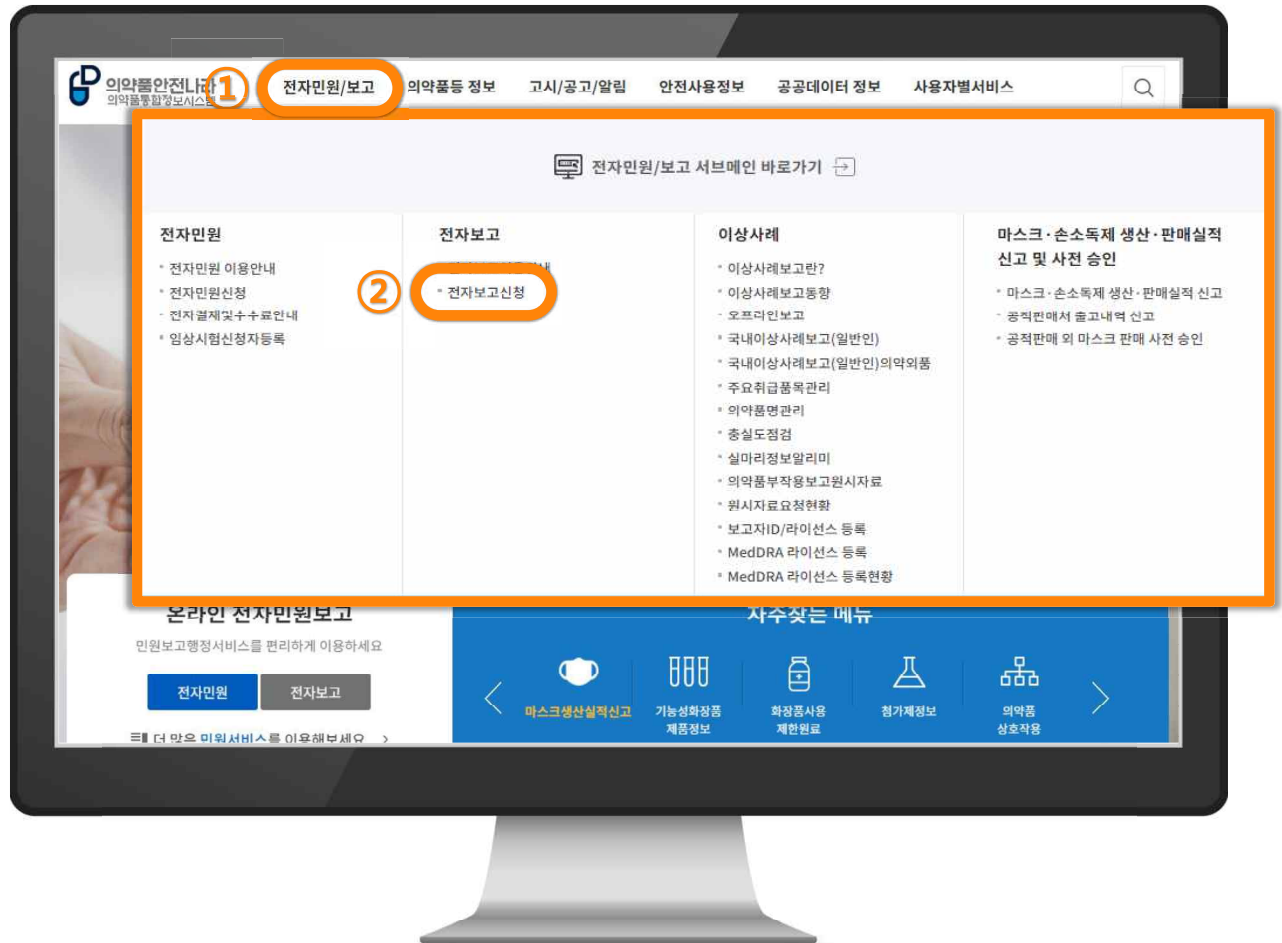 의약품안전나라
의약품통합정보시스템
①
전자민원/보고
의약품등 정보
고시/공고/알림
안전사용정보
공공데이터 정보
사용자별서비스
전자민원/보고 서브메인 바로가기
전자민원
전자민원 이용안내
전자민원신청
전자결제및수수료안내
임상시험신청자등록
전자보고
②
전자보고신청
이상사례
이상사례보고란?
이상사례보고동향
오프라인보고
국내이상사례보고(일반인)
국내이상사례보고(일반인)의약외품
주요취급품목관리
의약품명관리
충실도점검
실마리정보알리미
의약품부작용보고원시자료
원시자료요청현황
보고자ID/라이선스 등록
MedDRA 라이선스 등록
MedDRA 라이선스 등록현황
마스크·손소독제 생산·판매실적
신고 및 사전 승인
마스크·손소독제 생산·판매실적 신고
공적판매처 출고내역 신고
공적판매 외 마스크 판매 사전 승인
온라인 전자민원보고
민원보고행정서비스를 편리하게 이용하세요
전자민원
전자보고
더 많은 민원서비스를 이용해보세요
자주찾는 메뉴
마스크생산실적신고
기능성화장품
제품정보
화장품사용
제한원료
첨가제정보
의약품
상호작용